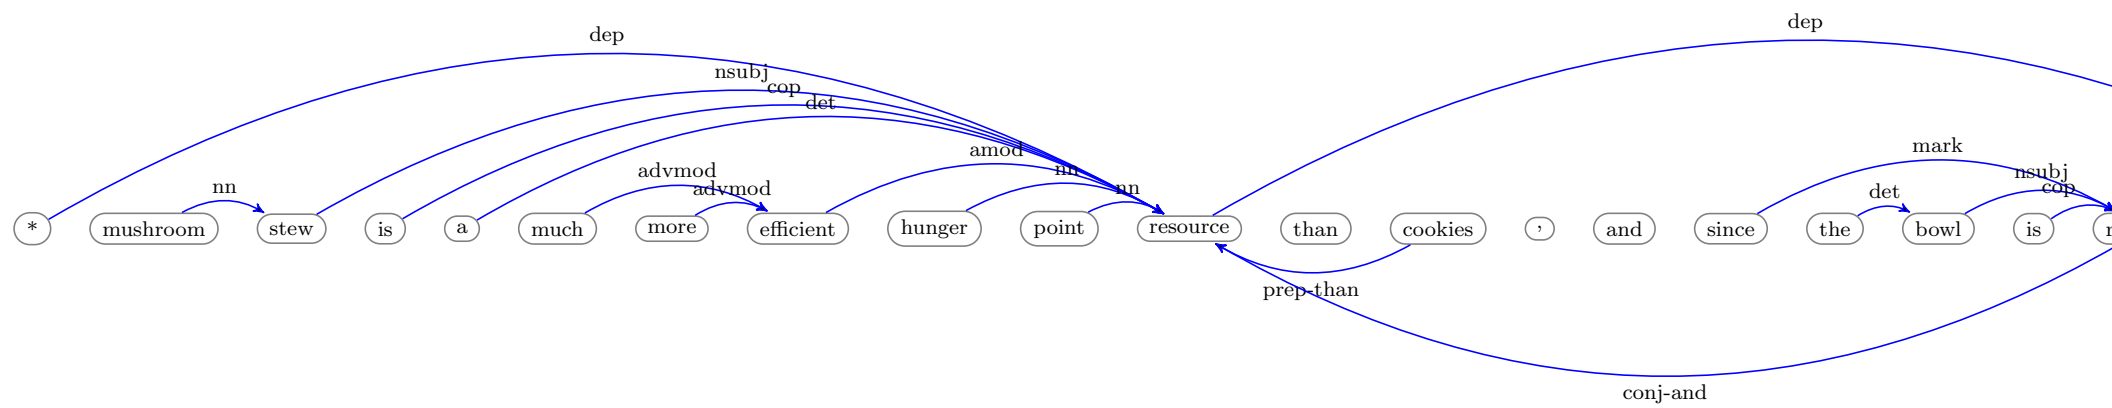 dep
dep
nsubj
cop
det
mark
amod
advmod
nn
nsubj
nn
advmod
nn
det
cop
* mushroom stew is a much more efficient hunger point resource than cookies , and since the bowl is
prep-than
conj-and